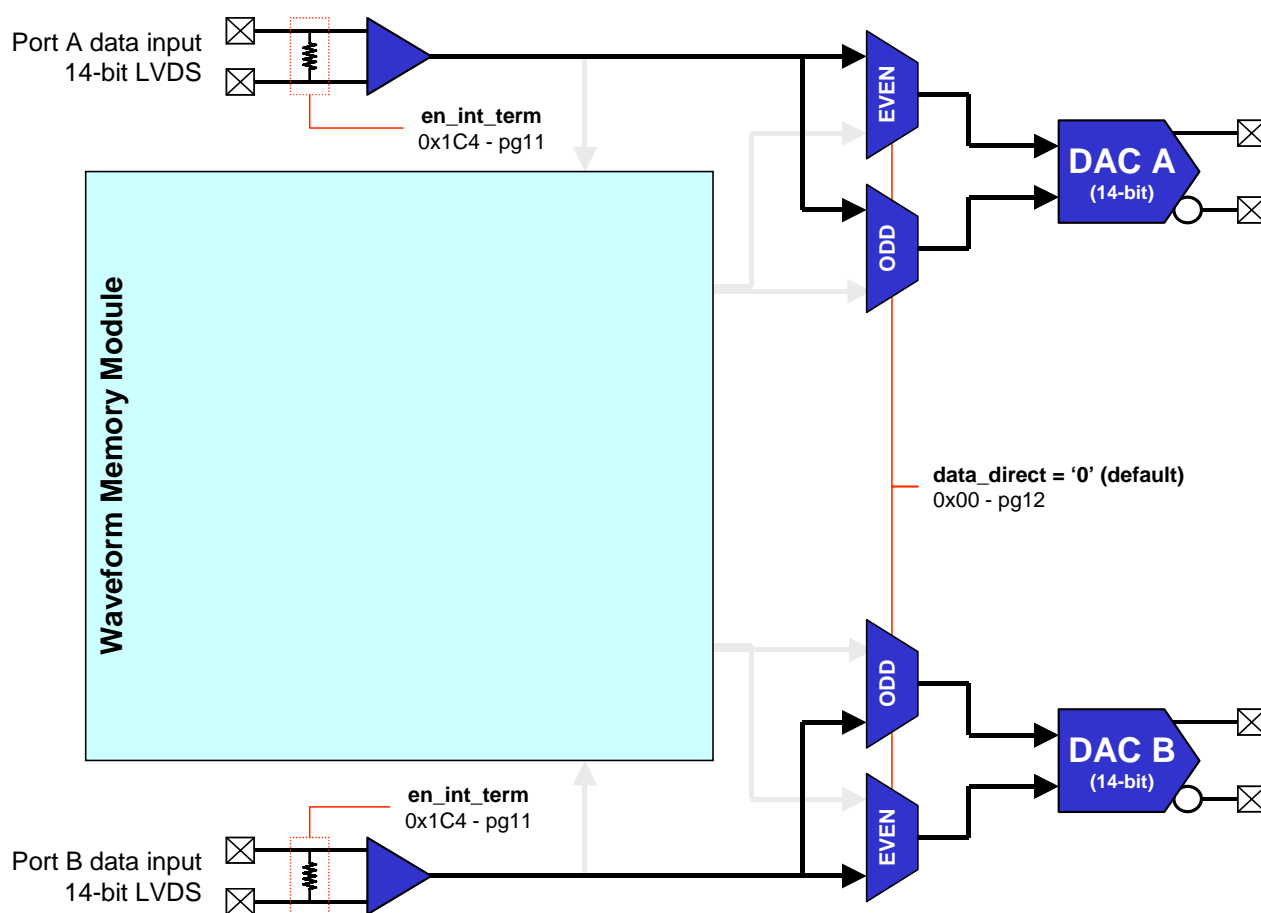 Port A data input
14-bit LVDS
en_int_term
0x1C4 - pg11
EVEN
DAC A
(14-bit)
ODD
Waveform Memory Module
data_direct = ‘0’ (default)
0x00 - pg12
ODD
DAC B
(14-bit)
EVEN
en_int_term
0x1C4 - pg11
Port B data input
14-bit LVDS